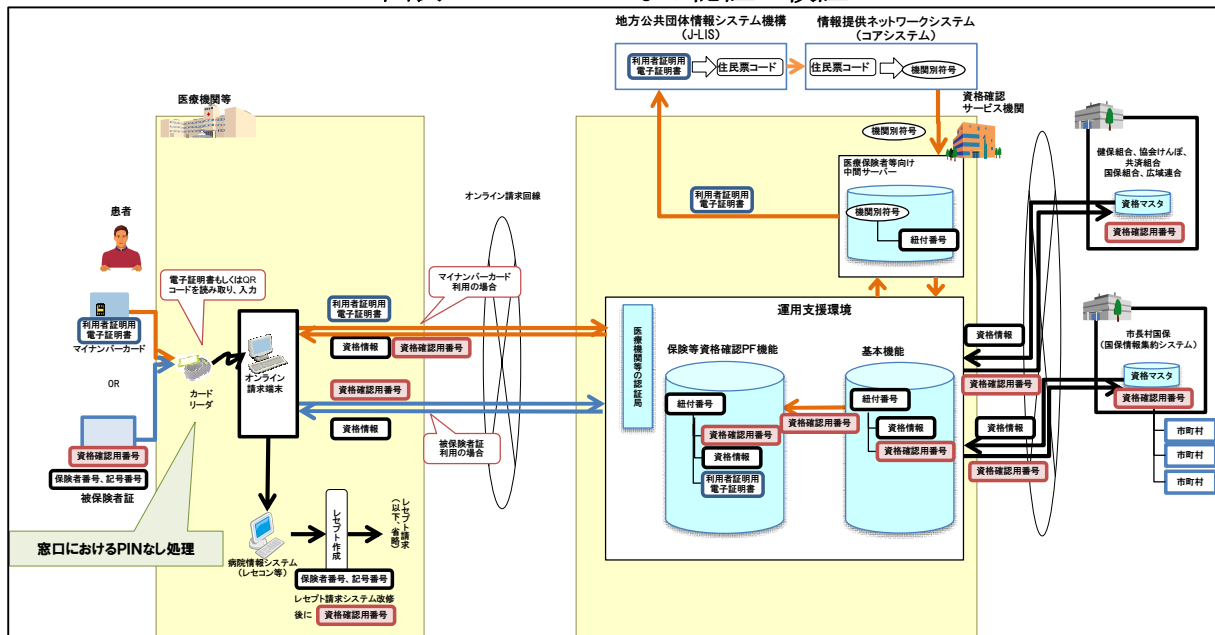 地方公共団体情報システム機構
（J-LIS）
利用者証明用
電子証明書
住民票コード
情報提供ネットワークシステム
（コアシステム）
住民票コード
機関別符号
資格確認
サービス機関
機関別符号
医療機関等
医療保険者等向け
中間サーバー
機関別符号
紐付番号
利用者証明用
電子証明書
健保組合、協会けんぽ、
共済組合
国保組合、広域連合
資格マスタ
資格確認用番号
オンライン請求回線
患者
電子証明書もしくはQR
コードを読み取り、入力
マイナンバーカード
利用の場合
利用者証明用
電子証明書
マイナンバーカード
OR
資格確認用番号
保険者番号、記号番号
被保険者証
カード
リーダ
オンライン
請求端末
利用者証明用
電子証明書
資格情報
資格確認用番号
資格確認用番号
資格情報
被保険者証
利用の場合
運用支援環境
医療機関等の認証局
保険等資格確認PF機能
紐付番号
資格確認用番号
資格情報
利用者証明用
電子証明書
資格確認用番号
基本機能
紐付番号
資格情報
資格確認用番号
資格情報
資格確認用番号
資格情報
資格確認用番号
市長村国保
（国保情報集約システム）
資格マスタ
資格確認用番号
市町村
市町村
市町村
窓口におけるPINなし処理
病院情報システム
（レセコン等）
レセプト作成
レセプト請求
（以下、省略）
保険者番号、記号番号
レセプト請求システム改修
後に
資格確認用番号